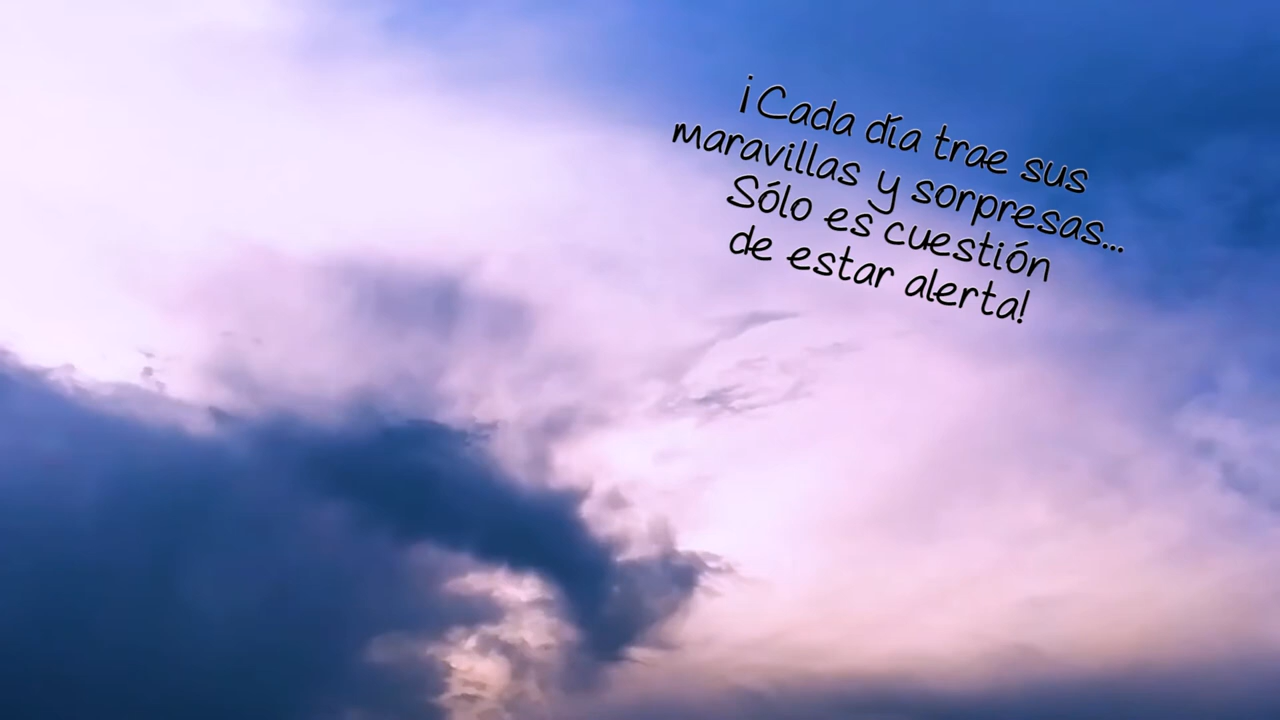 ¡Cada día trae sus
maravillas y sorpresas...
Sólo es cuestión
de estar alerta!